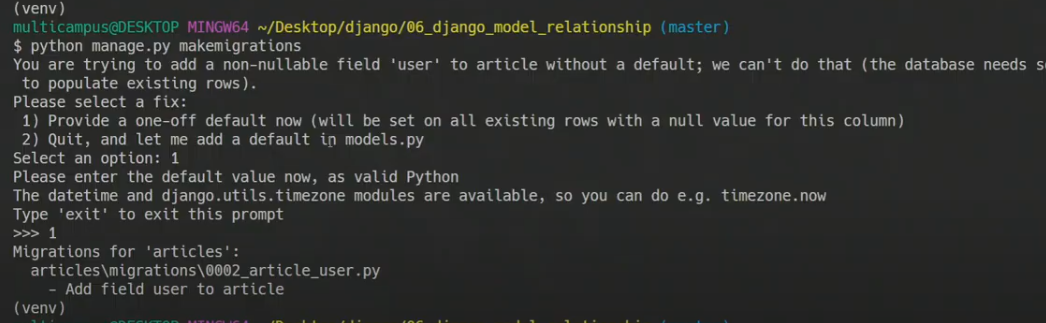 (venv)
multicampus@DESKTOP MINGW64 ~/Desktop/django/06_django_model_relationship (master)
$ python manage.py makemigrations
You are trying to add a non-nullable field 'user' to article without a default; we can't do that (the database needs
to populate existing rows).
Please select a fix:
1) Provide a one-off default now (will be set on all existing rows with a null value for this column)
2) Quit, and let me add a default in models.py
Select an option: 1
Please enter the default value now, as valid Python
The datetime and django.utils.timezone modules are available, so you can do e.g. timezone.now
Type 'exit' to exit this prompt
>>> 1
Migrations for 'articles':
articles\migrations\0002_article_user.py
- Add field user to article
(venv)